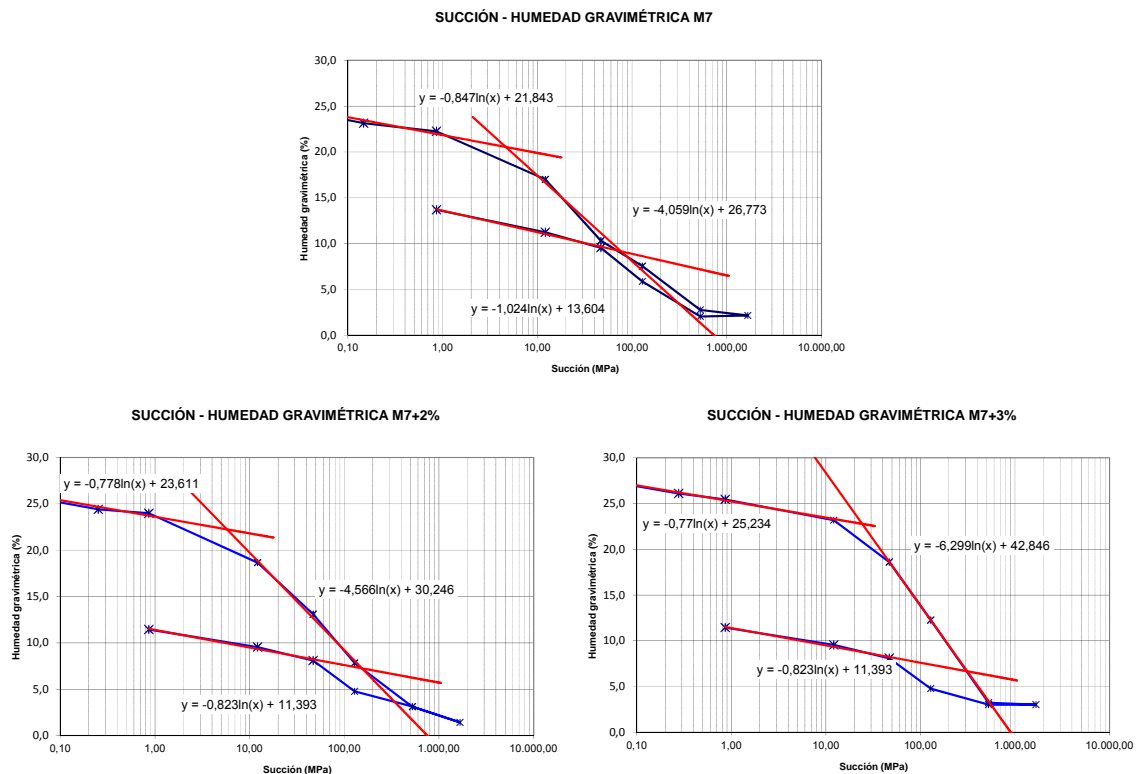 SUCCIÓN - HUMEDAD GRAVIMÉTRICA M7
30,0
25,0
20,0
15,0
10,0
5,0
0,0
Humedad gravimétrica (%)
y = -0,847ln(x) + 21,843
y = -4,059ln(x) + 26,773
y = -1,024ln(x) + 13,604
0,10 1,00 10,00 100,00 1.000,00 10.000,00
Succión (MPa)
SUCCIÓN - HUMEDAD GRAVIMÉTRICA M7+2%
30,0
25,0
20,0
15,0
10,0
5,0
0,0
Humedad gravimétrica (%)
y = -0,778ln(x) + 23,611
y = -4,566ln(x) + 30,246
y = -0,823ln(x) + 11,393
0,10 1,00 10,00 100,00 1.000,00 10.000,00
Succión (MPa)
SUCCIÓN - HUMEDAD GRAVIMÉTRICA M7+3%
30,0
25,0
20,0
15,0
10,0
5,0
0,0
Humedad gravimétrica (%)
y = -0,77ln(x) + 25,234
y = -6,299ln(x) + 42,846
y = -0,823ln(x) + 11,393
0,10 1,00 10,00 100,00 1.000,00 10.000,00
Succión (MPa)